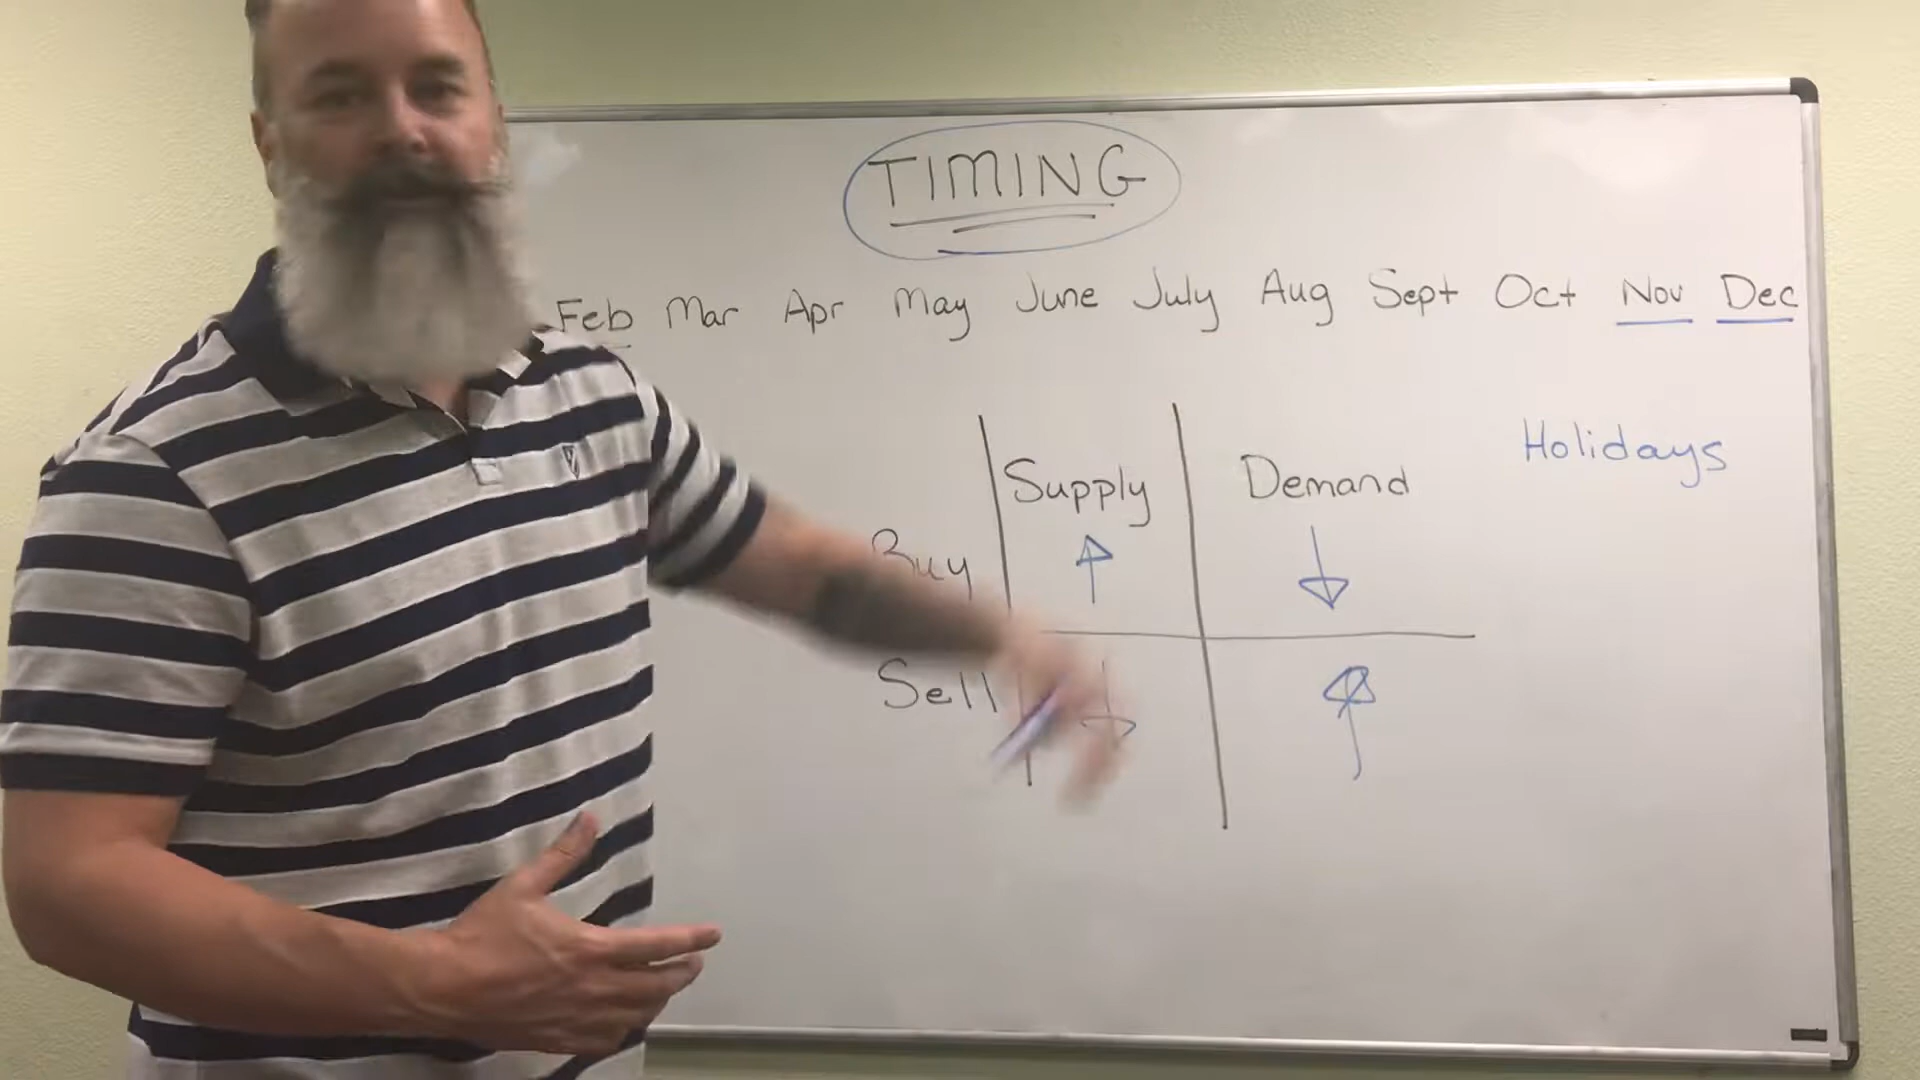 TIMING
Feb Mar Apr May June July Aug Sept Oct Nov Dec
Holidays
Supply Demand
Buy
Sell